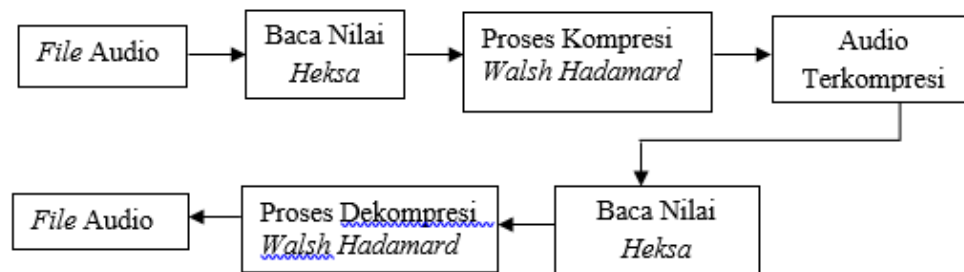 File Audio
Baca Nilai
Heksa
Proses Kompresi
Walsh Hadamard
Audio
Terkompresi
Baca Nilai
Heksa
Proses Dekompresi
Walsh Hadamard
File Audio